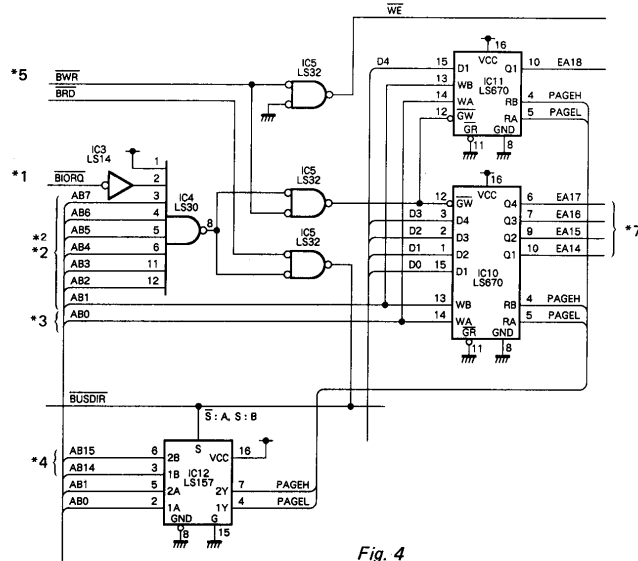 WE
IC5
LS32
D4
15
D1
VCC
16
Q1
10
EA18
*5
BWR
BRD
13
WB
IC11
LS670
RB
4
PAGEH
14
WA
RA
5
PAGEL
12
GW
GR
11
GND
8
IC3
LS14
1
*1
BIORQ
2
IC4
LS30
IC5
LS32
16
VCC
AB7
3
8
12
GW
Q4
6
EA17
AB6
4
D3
3
D4
Q3
7
EA16
*7
*2
AB5
5
D2
2
D3
Q2
9
EA15
*2
AB4
6
IC5
LS32
D1
1
D2
Q1
10
EA14
AB3
11
D0
15
D1
IC10
LS670
AB2
12
AB1
13
WB
RB
4
PAGEH
*3
AB0
14
WA
RA
5
PAGEL
GR
11
GND
8
BUSDIR
S : A, S : B
S
*4
AB15
6
2B
VCC
16
AB14
3
1B
IC12
LS157
AB1
5
2A
2Y
7
PAGEH
AB0
2
1A
1Y
4
PAGEL
GND
8
G
15
Fig. 4